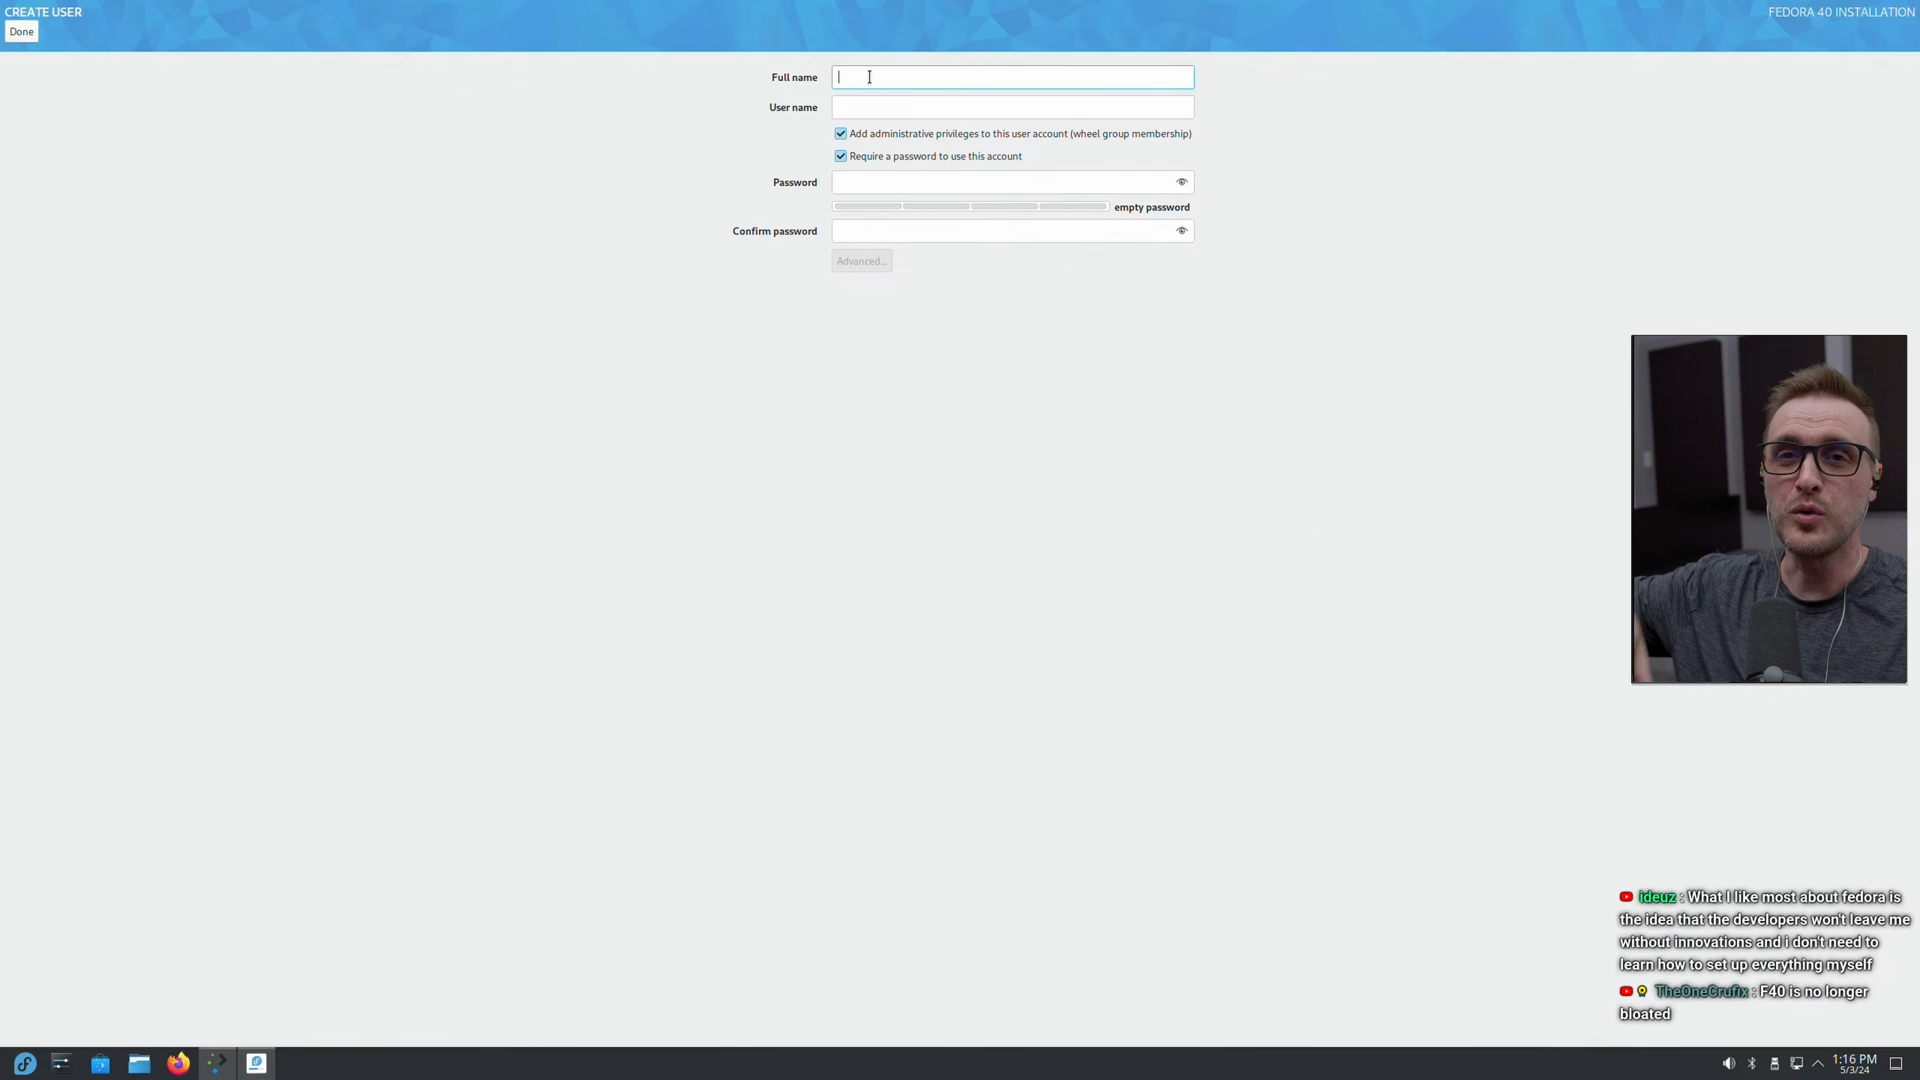 CREATE USER
FEDORA 40 INSTALLATION
Done
Full name
User name
Add administrative privileges to this user account (wheel group membership)
Require a password to use this account
Password
empty password
Confirm password
Advanced...
ideuz : What I like most about fedora is
the idea that the developers won't leave me
without innovations and i don't need to
learn how to set up everything myself
TheOneCrufix : F40 is no longer
bloated
1:16 PM
5/3/24